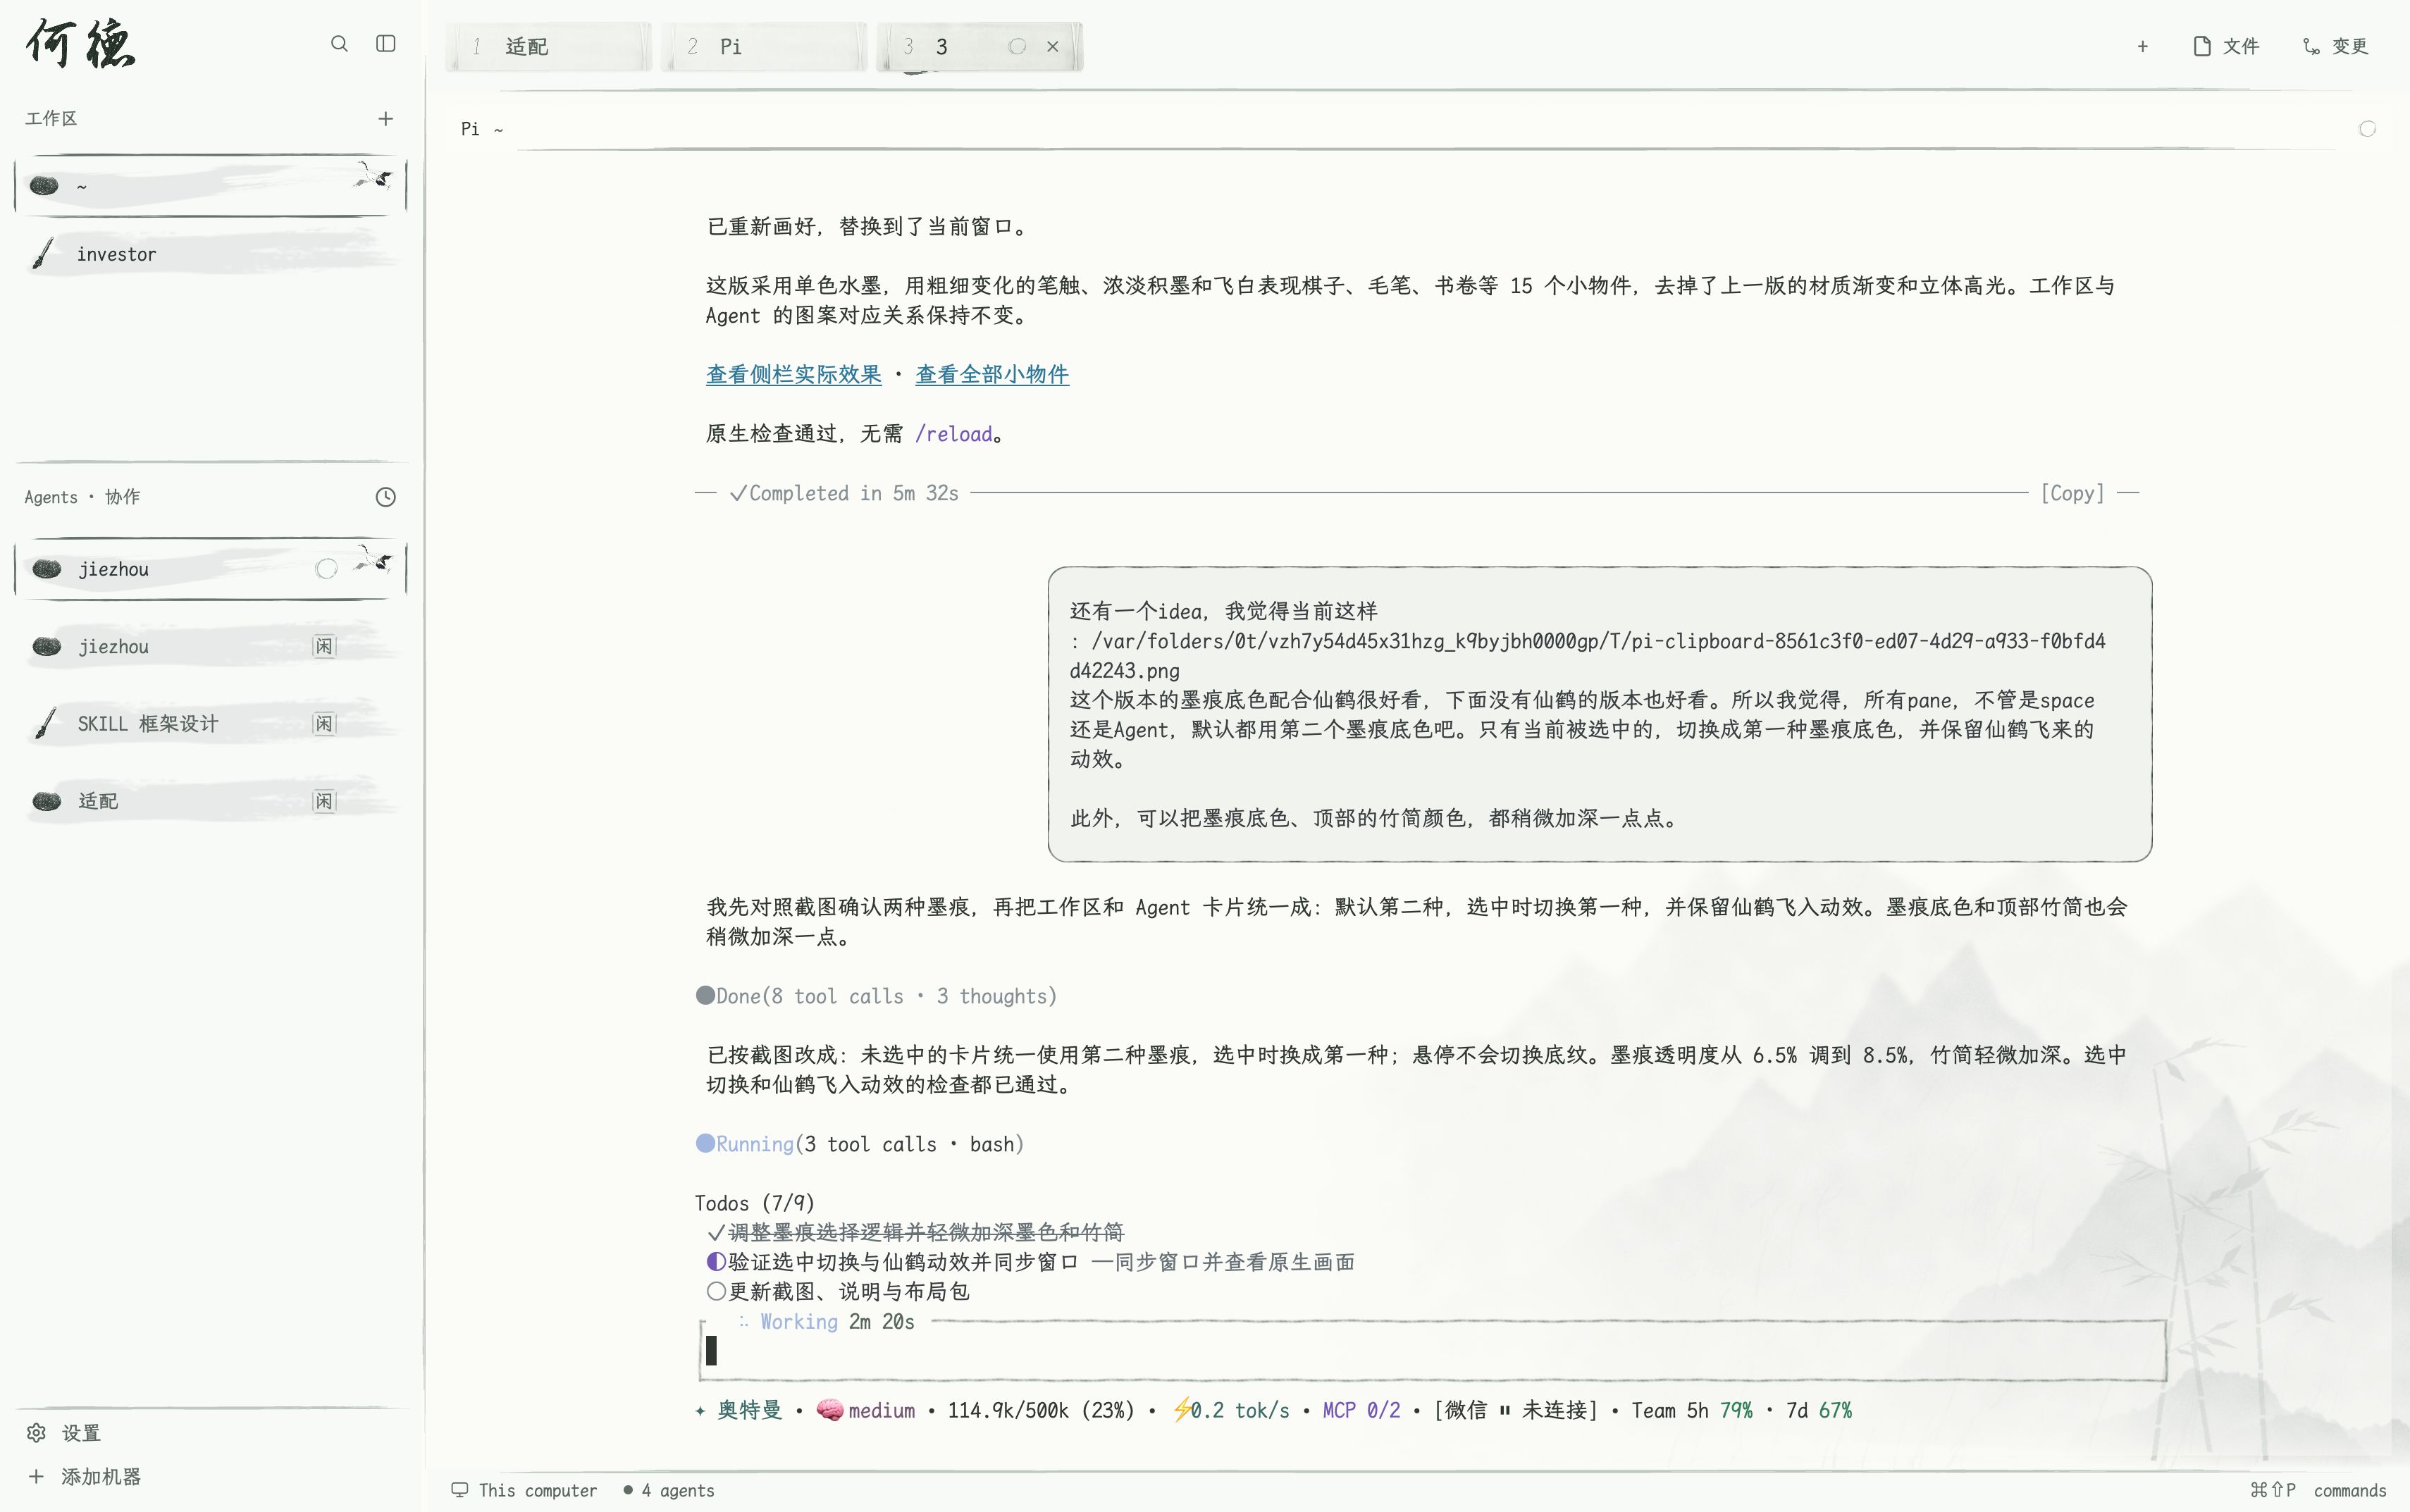 何德
工作区
~
investor
Agents · 协作
jiezhou
jiezhou 闲
SKILL 框架设计 闲
适配 闲
设置
+ 添加机器
1 适配
2 Pi
3 3 ×
+ 文件 变更
Pi ~
已重新画好，替换到了当前窗口。
这版采用单色水墨，用粗细变化的笔触、浓淡积墨和飞白表现棋子、毛笔、书卷等 15 个小物件，去掉了上一版的材质渐变和立体高光。工作区与
Agent 的图案对应关系保持不变。
查看侧栏实际效果 · 查看全部小物件
原生检查通过，无需 /reload。
— ✓Completed in 5m 32s — [Copy] —
还有一个idea，我觉得当前这样
：/var/folders/0t/vzh7y54d45x31hzg_k9byjbh0000gp/T/pi-clipboard-8561c3f0-ed07-4d29-a933-f0bfd4
d42243.png
这个版本的墨痕底色配合仙鹤很好看，下面没有仙鹤的版本也好看。所以我觉得，所有pane，不管是space
还是Agent，默认都用第二个墨痕底色吧。只有当前被选中的，切换成第一种墨痕底色，并保留仙鹤飞来的
动效。
此外，可以把墨痕底色、顶部的竹简颜色，都稍微加深一点点。
我先对照截图确认两种墨痕，再把工作区和 Agent 卡片统一成：默认第二种，选中时切换第一种，并保留仙鹤飞入动效。墨痕底色和顶部竹简也会
稍微加深一点。
●Done(8 tool calls · 3 thoughts)
已按截图改成：未选中的卡片统一使用第二种墨痕，选中时换成第一种；悬停不会切换底纹。墨痕透明度从 6.5% 调到 8.5%，竹简轻微加深。选中
切换和仙鹤飞入动效的检查都已通过。
●Running(3 tool calls · bash)
Todos (7/9)
✓调整墨痕选择逻辑并轻微加深墨色和竹简
◐验证选中切换与仙鹤动效并同步窗口 —同步窗口并查看原生画面
○更新截图、说明与布局包
Working 2m 20s
✦ 奥特曼 • 🧠 medium • 114.9k/500k (23%) • ⚡0.2 tok/s • MCP 0/2 • [微信 ⏸ 未连接] • Team 5h 79% · 7d 67%
This computer ● 4 agents
⌘⇧P commands